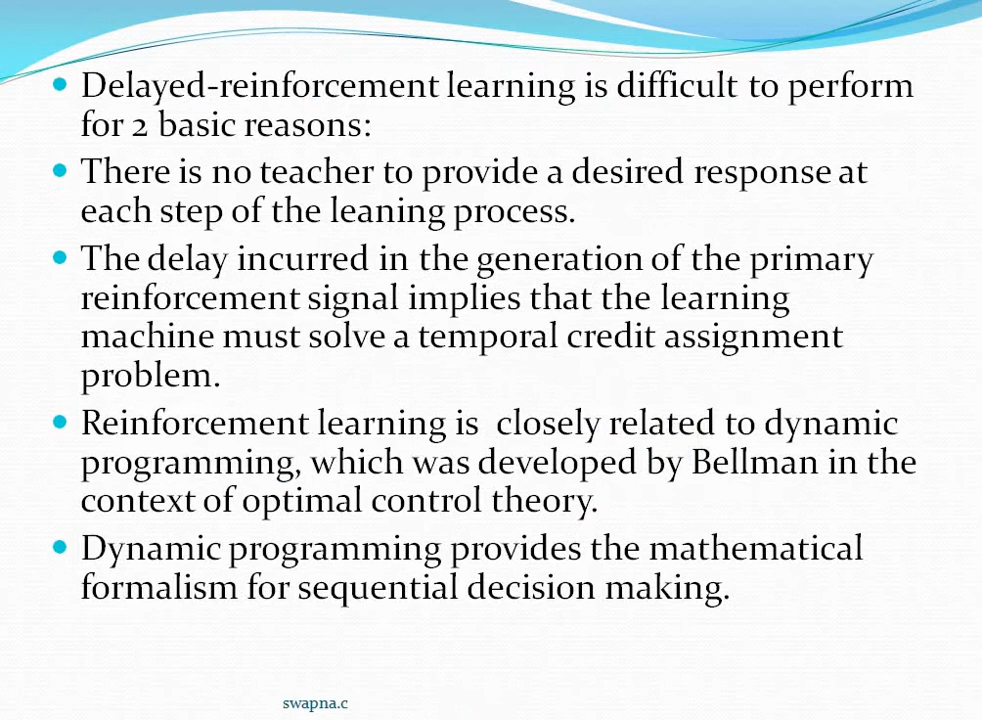 • Delayed-reinforcement learning is difficult to perform
for 2 basic reasons:
• There is no teacher to provide a desired response at
each step of the leaning process.
• The delay incurred in the generation of the primary
reinforcement signal implies that the learning
machine must solve a temporal credit assignment
problem.
• Reinforcement learning is  closely related to dynamic
programming, which was developed by Bellman in the
context of optimal control theory.
• Dynamic programming provides the mathematical
formalism for sequential decision making.
swapna.c